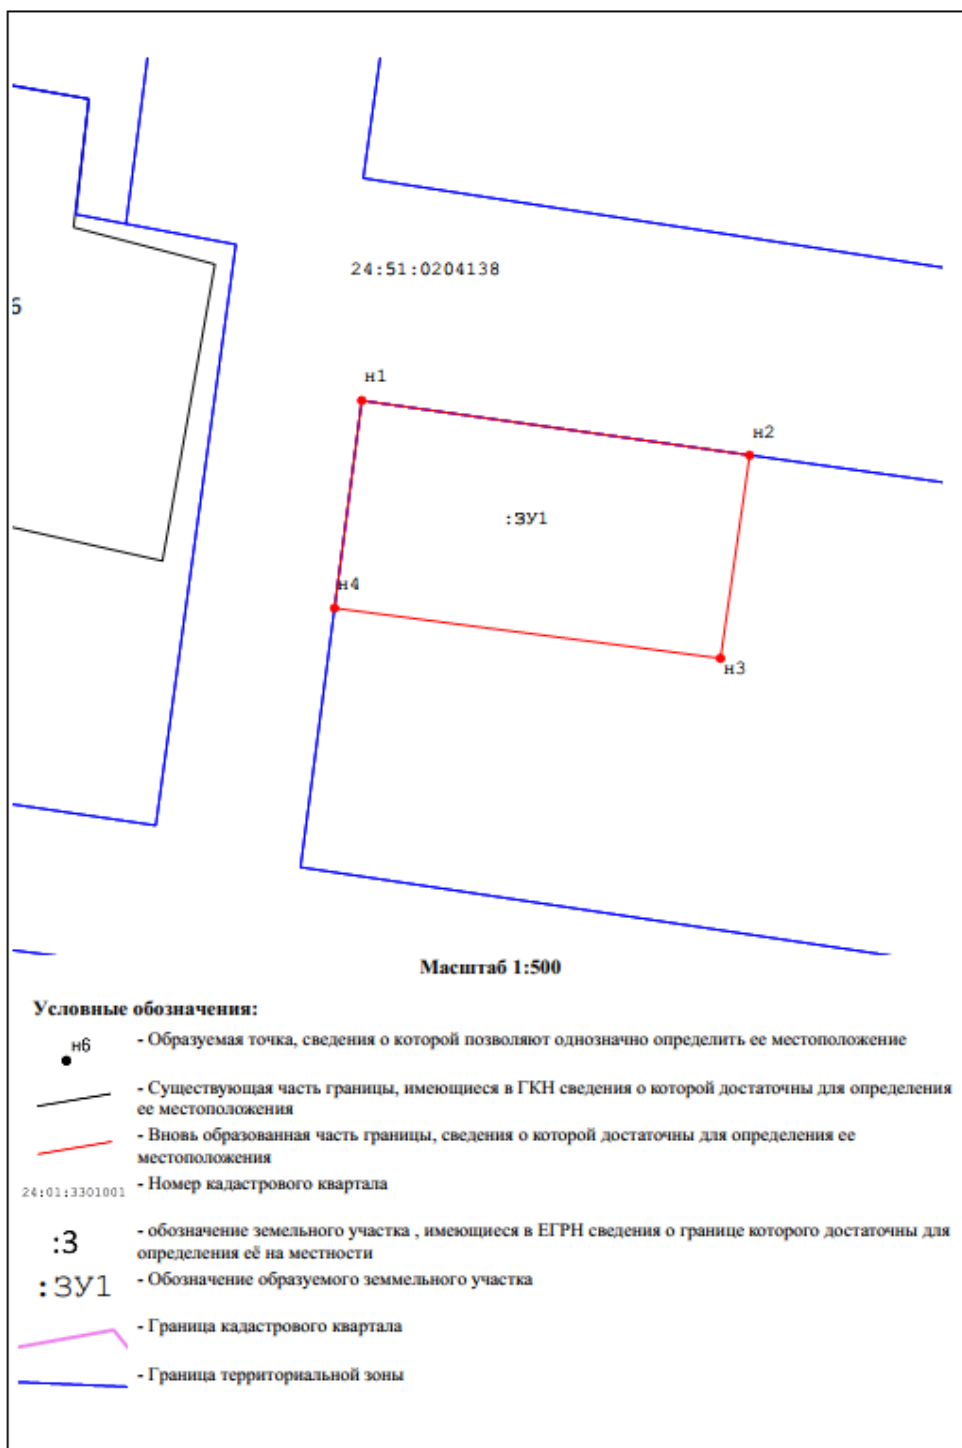 24:51:0204138
6
н1
н2
:ЗУ1
н4
н3
Масштаб 1:500
Условные обозначения:
н6
- Образуемая точка, сведения о которой позволяют однозначно определить ее местоположение
- Существующая часть границы, имеющиеся в ГКН сведения о которой достаточны для определения
ее местоположения
- Вновь образованная часть границы, сведения о которой достаточны для определения ее
местоположения
24:01:3301001
- Номер кадастрового квартала
:3
- обозначение земельного участка , имеющиеся в ЕГРН сведения о границе которого достаточны для
определения её на местности
:ЗУ1
- Обозначение образуемого земмельного участка
- Граница кадастрового квартала
- Граница территориальной зоны